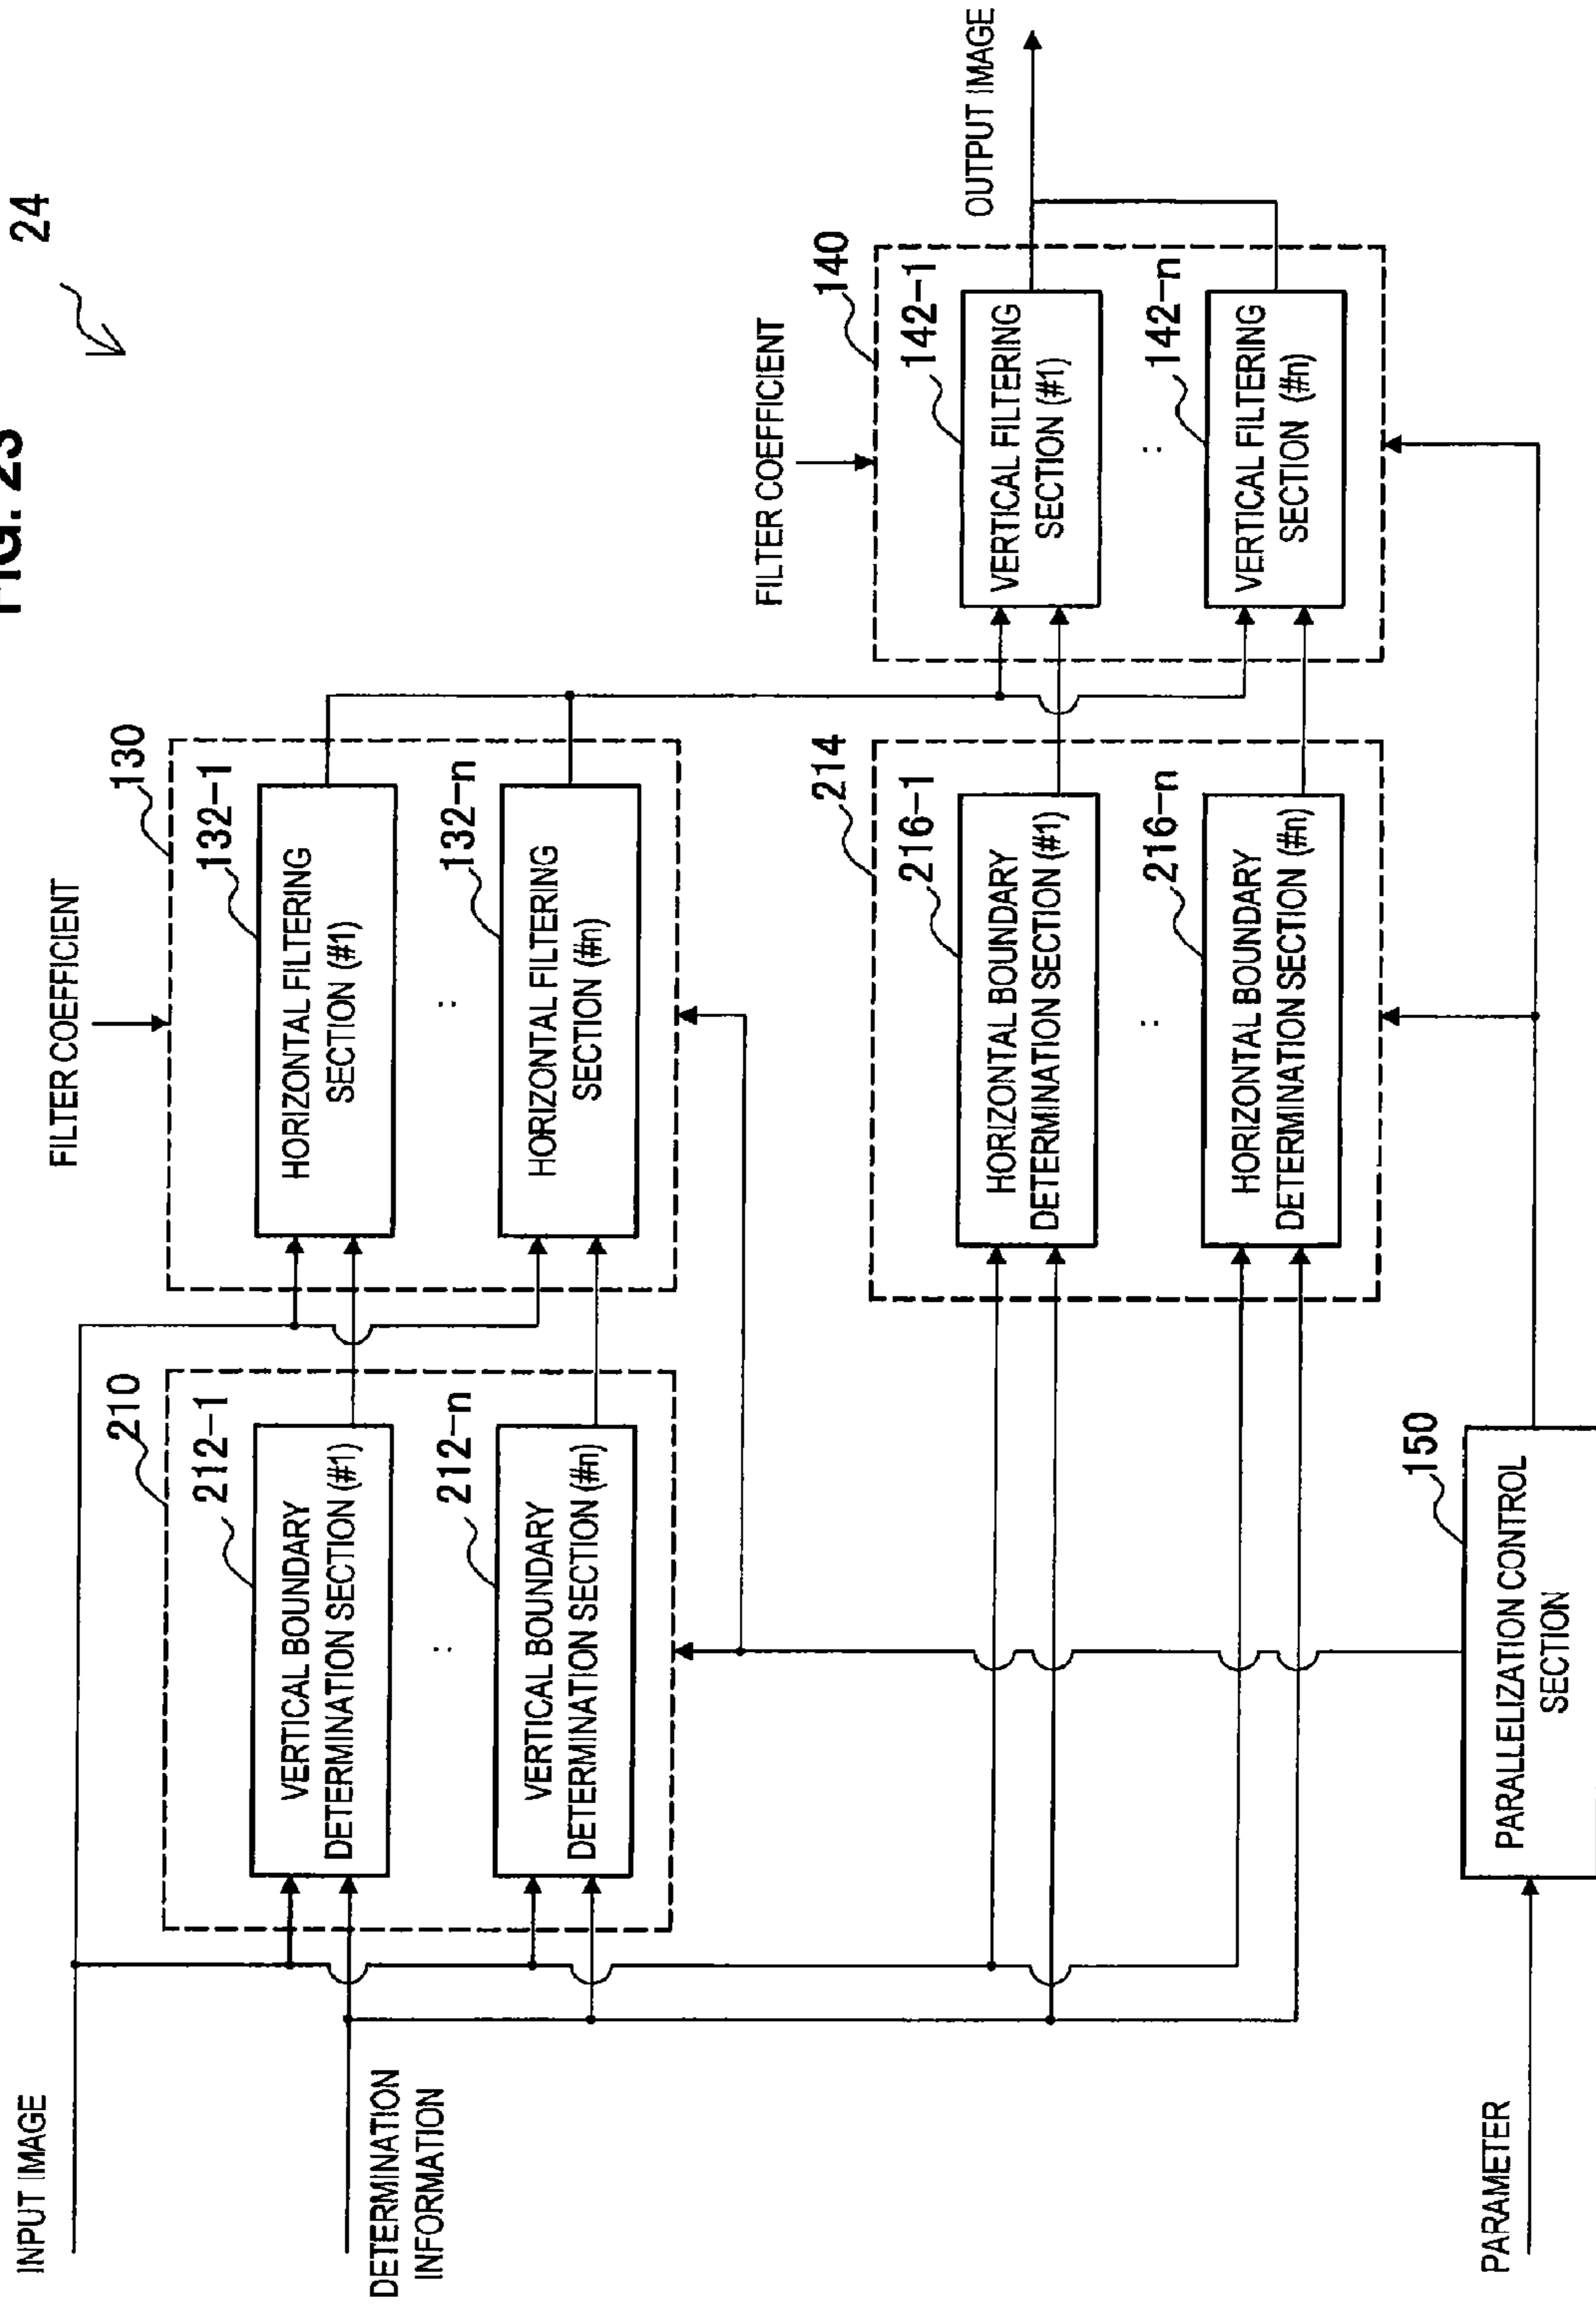 FIG. 23
24
INPUT IMAGE
DETERMINATION
INFORMATION
210
212-1
VERTICAL BOUNDARY
DETERMINATION SECTION (#1)
:
212-n
VERTICAL BOUNDARY
DETERMINATION SECTION (#n)
FILTER COEFFICIENT
130
132-1
HORIZONTAL FILTERING
SECTION (#1)
:
132-n
HORIZONTAL FILTERING
SECTION (#n)
214
216-1
HORIZONTAL BOUNDARY
DETERMINATION SECTION (#1)
:
216-n
HORIZONTAL BOUNDARY
DETERMINATION SECTION (#n)
FILTER COEFFICIENT
140
142-1
VERTICAL FILTERING
SECTION (#1)
:
142-n
VERTICAL FILTERING
SECTION (#n)
OUTPUT IMAGE
PARAMETER
150
PARALLELIZATION CONTROL
SECTION